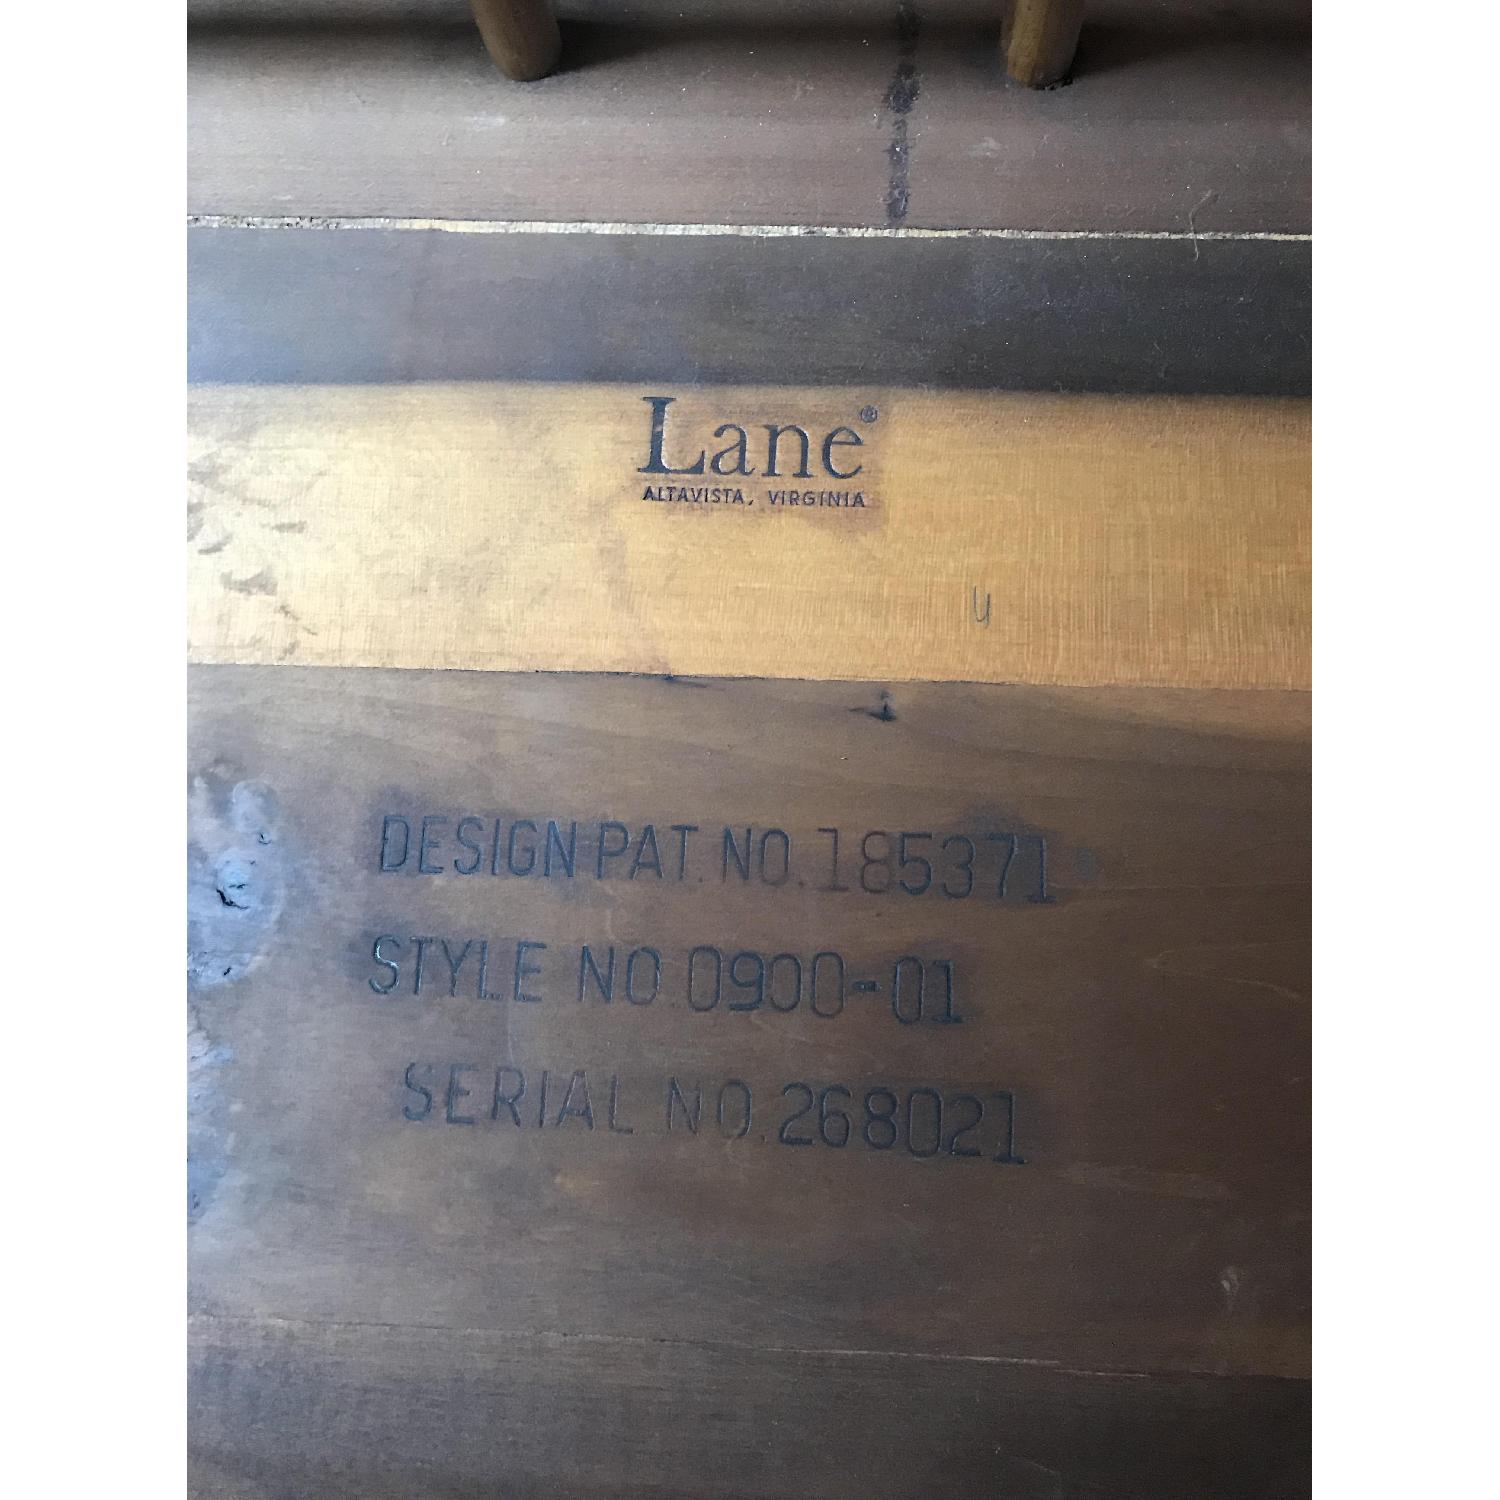 Lane®
ALTAVISTA, VIRGINIA
U
DESIGN PAT. NO. 185371
STYLE NO. 0900-01
SERIAL NO. 268021